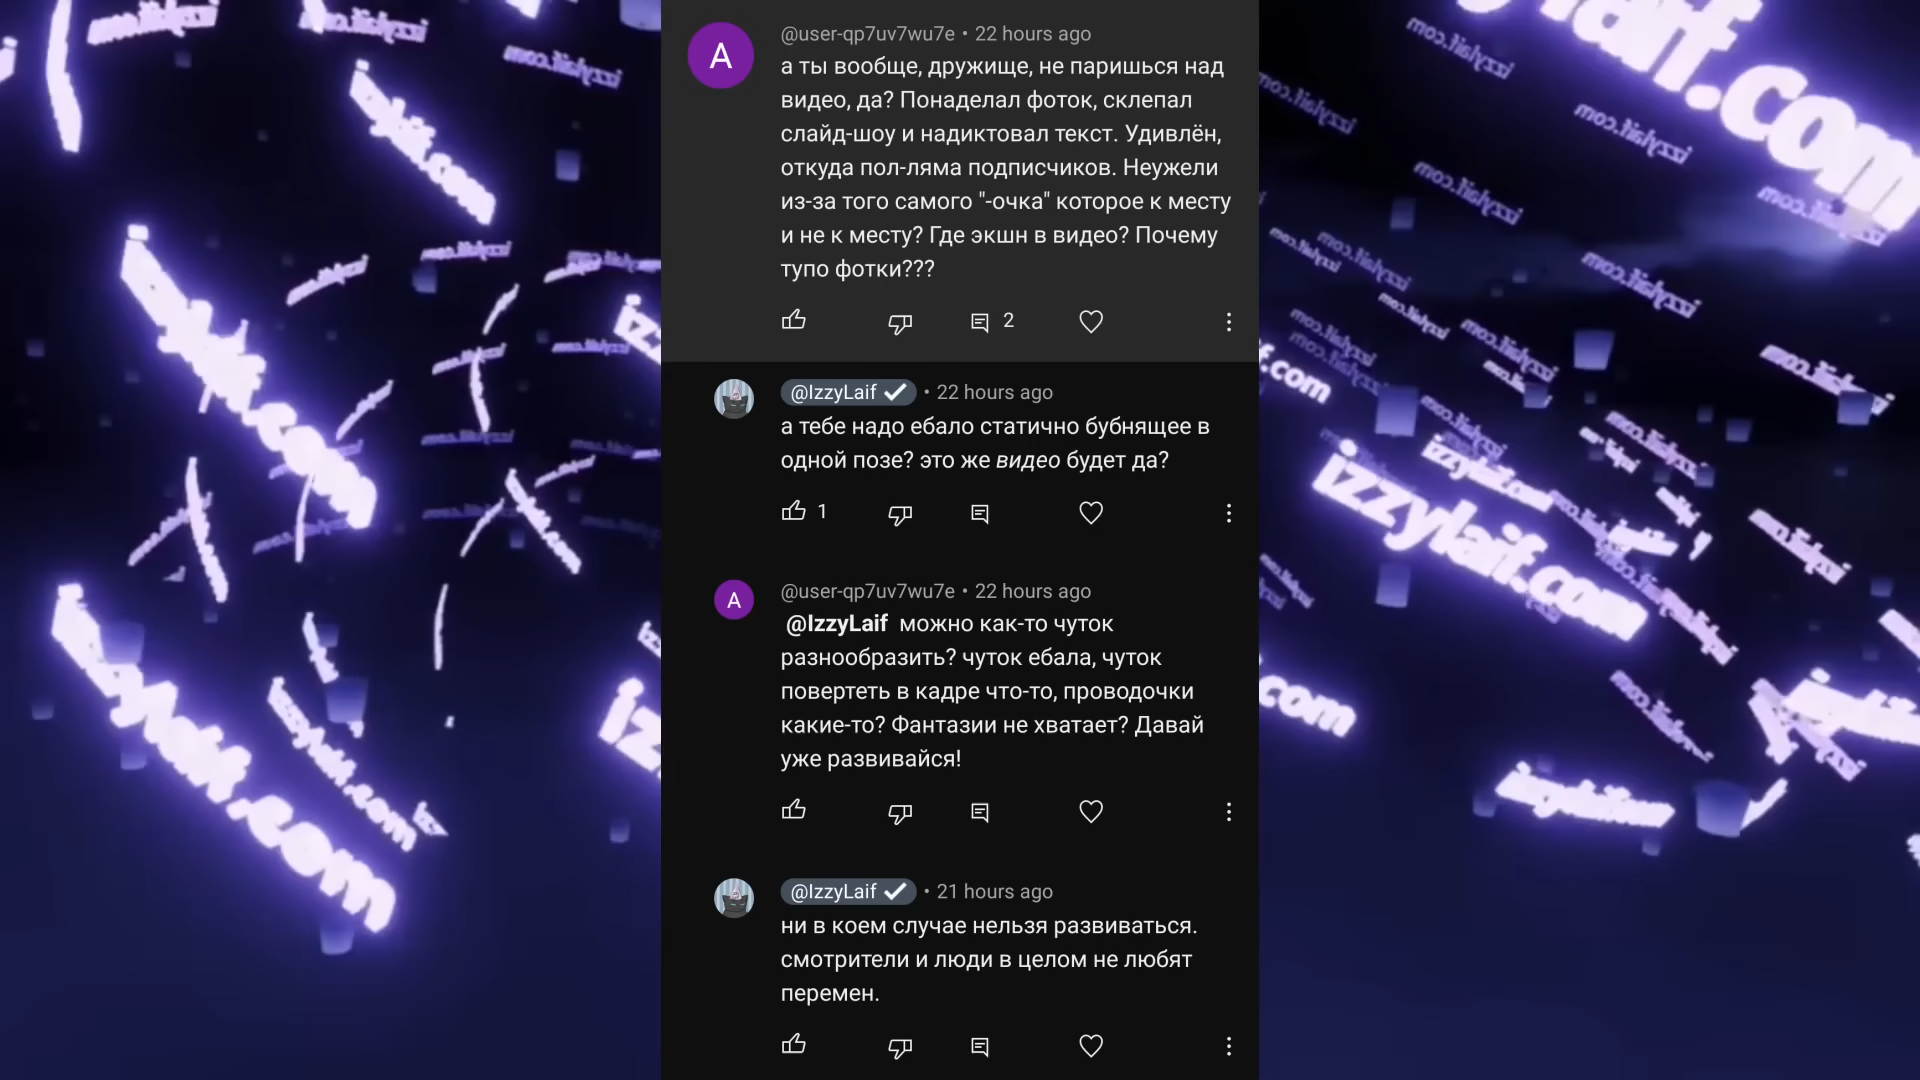 @user-qp7uv7wu7e • 22 hours ago
A
а ты вообще, дружище, не паришься над
видео, да? Понаделал фоток, склепал
слайд-шоу и надиктовал текст. Удивлён,
откуда пол-ляма подписчиков. Неужели
из-за того самого "-очка" которое к месту
и не к месту? Где экшн в видео? Почему
тупо фотки???
2
@IzzyLaif • 22 hours ago
а тебе надо ебало статично бубнящее в
одной позе? это же видео будет да?
1
@user-qp7uv7wu7e • 22 hours ago
A
@IzzyLaif можно как-то чуток
разнообразить? чуток ебала, чуток
повертеть в кадре что-то, проводочки
какие-то? Фантазии не хватает? Давай
уже развивайся!
@IzzyLaif • 21 hours ago
ни в коем случае нельзя развиваться.
смотрители и люди в целом не любят
перемен.
izzylaif.com